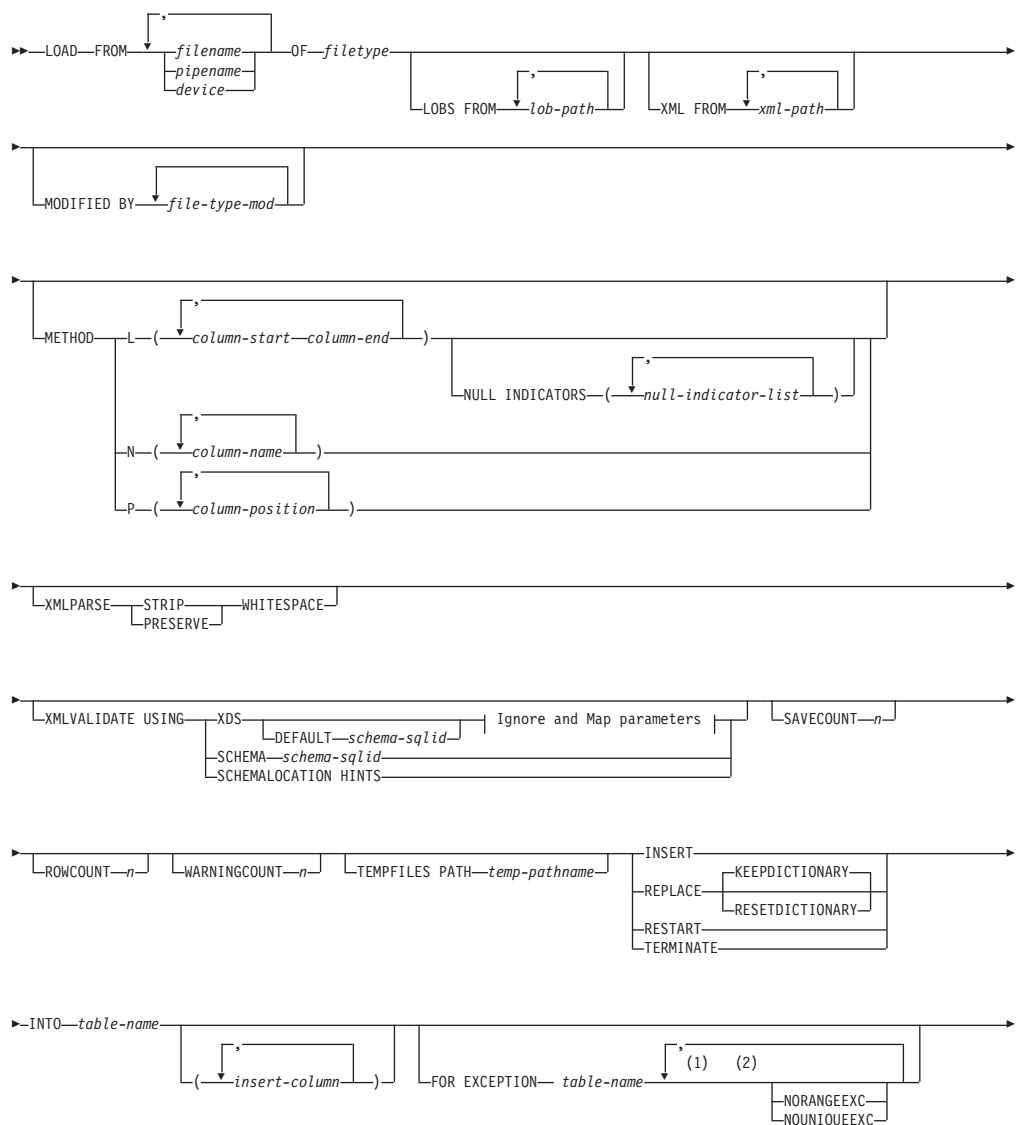 ,
LOAD FROM filename OF filetype
pipename , ,
device
LOBS FROM lob-path XML FROM xml-path
MODIFIED BY file-type-mod
,
METHOD L ( column-start column-end )
,
NULL INDICATORS ( null-indicator-list )
,
N ( column-name )
,
P ( column-position )
XMLPARSE STRIP WHITESPACE
PRESERVE
XMLVALIDATE USING XDS Ignore and Map parameters SAVECOUNT n
DEFAULT schema-sqlid
SCHEMA schema-sqlid
SCHEMALOCATION HINTS
INSERT
ROWCOUNT n WARNINGCOUNT n TEMPFILES PATH temp-pathname KEEPDICTIONARY
REPLACE
RESETDICTIONARY
RESTART
TERMINATE
INTO table-name
, ,
(1) (2)
( insert-column ) FOR EXCEPTION table-name
NORANGEEXC
NOUNIQUEEXC